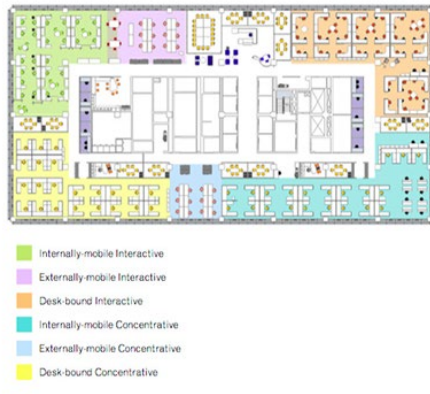 Internally-mobile Interactive
Externally-mobile Interactive
Desk-bound Interactive
Internally-mobile Concentrative
Externally-mobile Concentrative
Desk-bound Concentrative